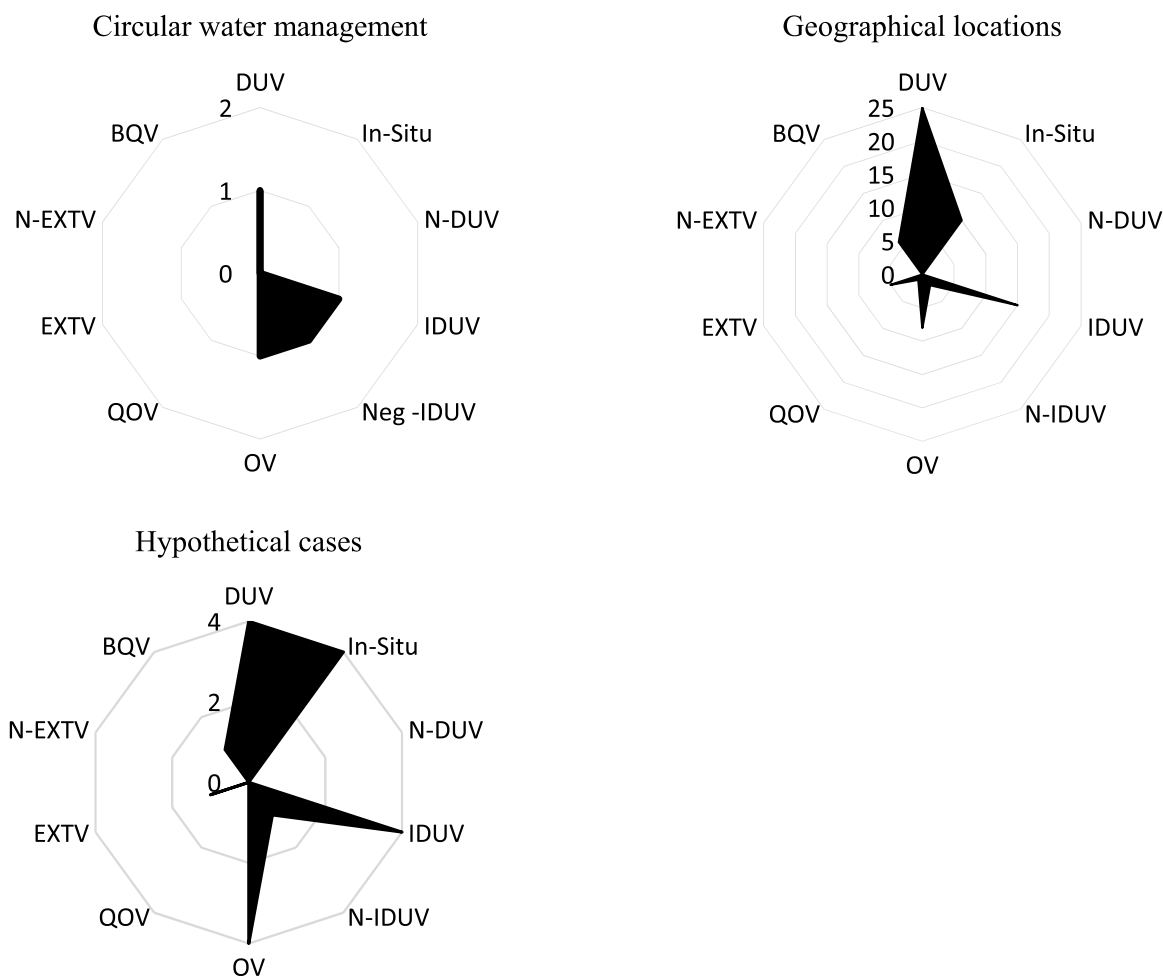 Circular water management
DUV
2
BQV
In-Situ
1
N-EXTV
N-DUV
0
EXTV
IDUV
QOV
Neg -IDUV
OV
Geographical locations
DUV
25
BQV
In-Situ
20
15
N-EXTV
N-DUV
10
5
0
EXTV
IDUV
QOV
N-IDUV
OV
Hypothetical cases
DUV
4
BQV
In-Situ
2
N-EXTV
N-DUV
0
EXTV
IDUV
QOV
N-IDUV
OV